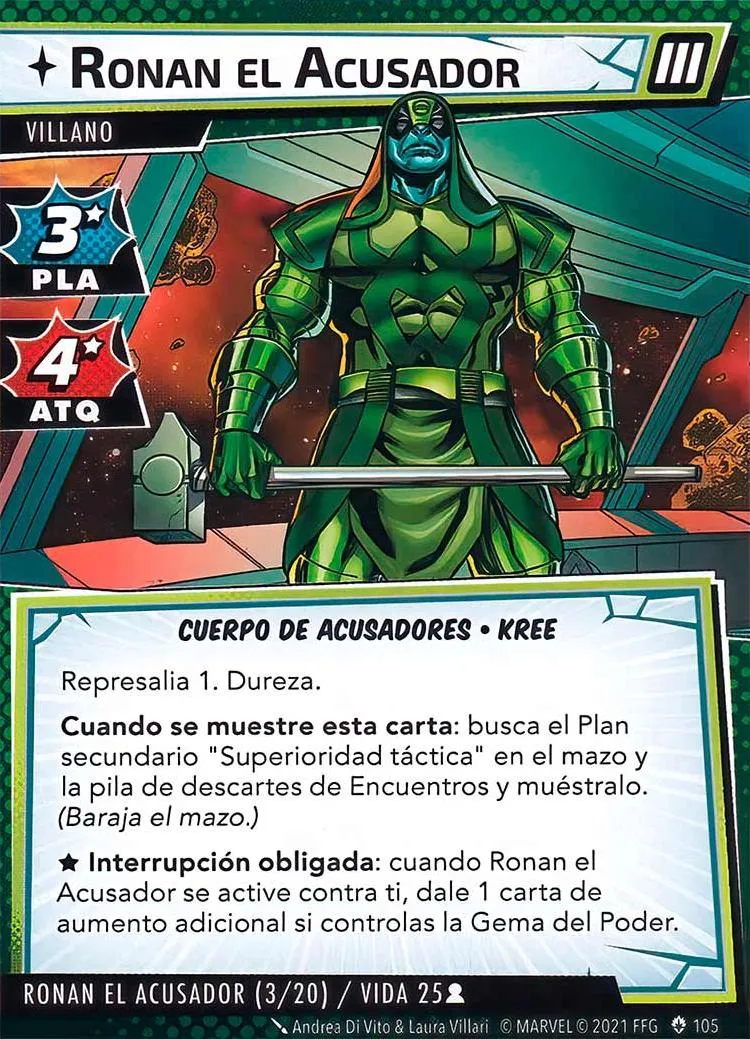 RONAN EL ACUSADOR
III
VILLANO
3
PLA
4
ATQ
CUERPO DE ACUSADORES • KREE
Represalia 1. Dureza.
Cuando se muestre esta carta: busca el Plan
secundario "Superioridad táctica" en el mazo y
la pila de descartes de Encuentros y muéstralo.
(Baraja el mazo.)
★ Interrupción obligada: cuando Ronan el
Acusador se active contra ti, dale 1 carta de
aumento adicional si controlas la Gema del Poder.
RONAN EL ACUSADOR (3/20) / VIDA 25
Andrea Di Vito & Laura Villari © MARVEL © 2021 FFG 105